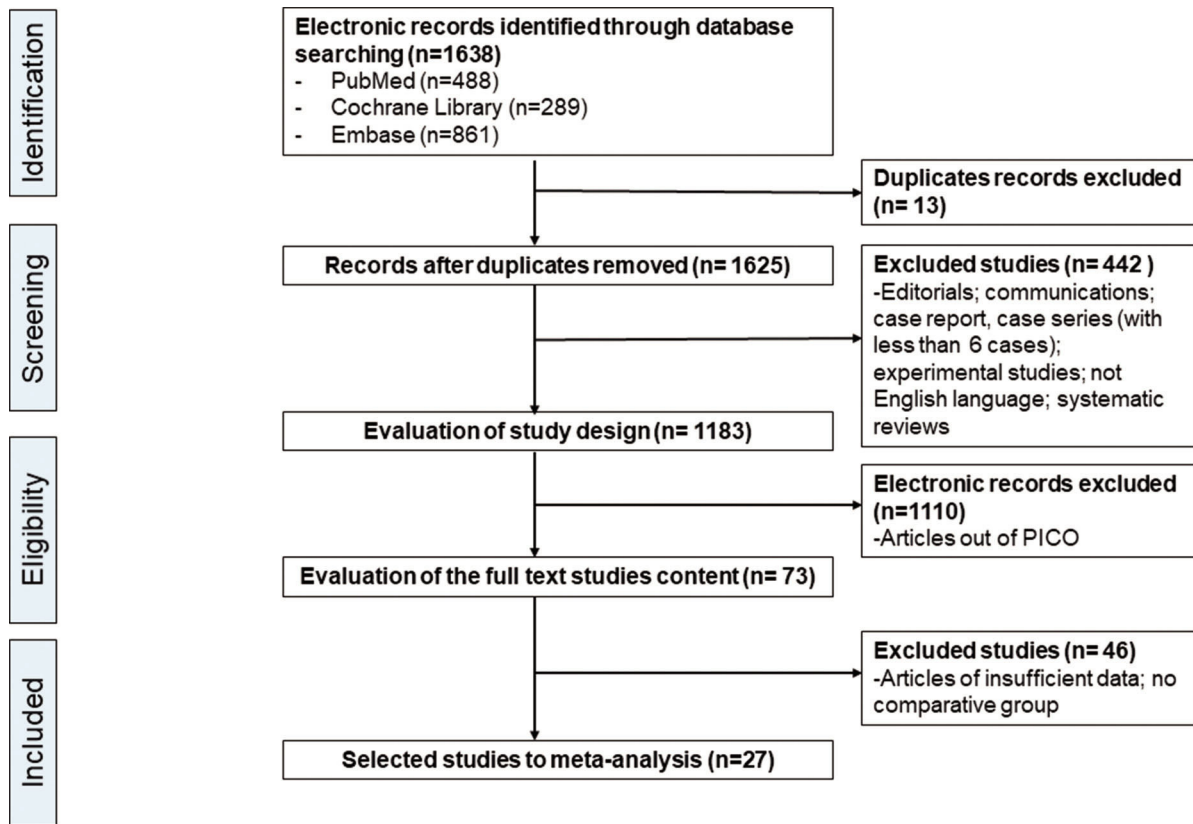 Identification
Electronic records identified through database
searching (n=1638)
- PubMed (n=488)
- Cochrane Library (n=289)
- Embase (n=861)
Duplicates records excluded
(n= 13)
Screening
Records after duplicates removed (n= 1625)
Excluded studies (n= 442 )
-Editorials; communications;
case report, case series (with
less than 6 cases);
experimental studies; not
English language; systematic
reviews
Evaluation of study design (n= 1183)
Eligibility
Electronic records excluded
(n=1110)
-Articles out of PICO
Evaluation of the full text studies content (n= 73)
Included
Excluded studies (n= 46)
-Articles of insufficient data; no
comparative group
Selected studies to meta-analysis (n=27)